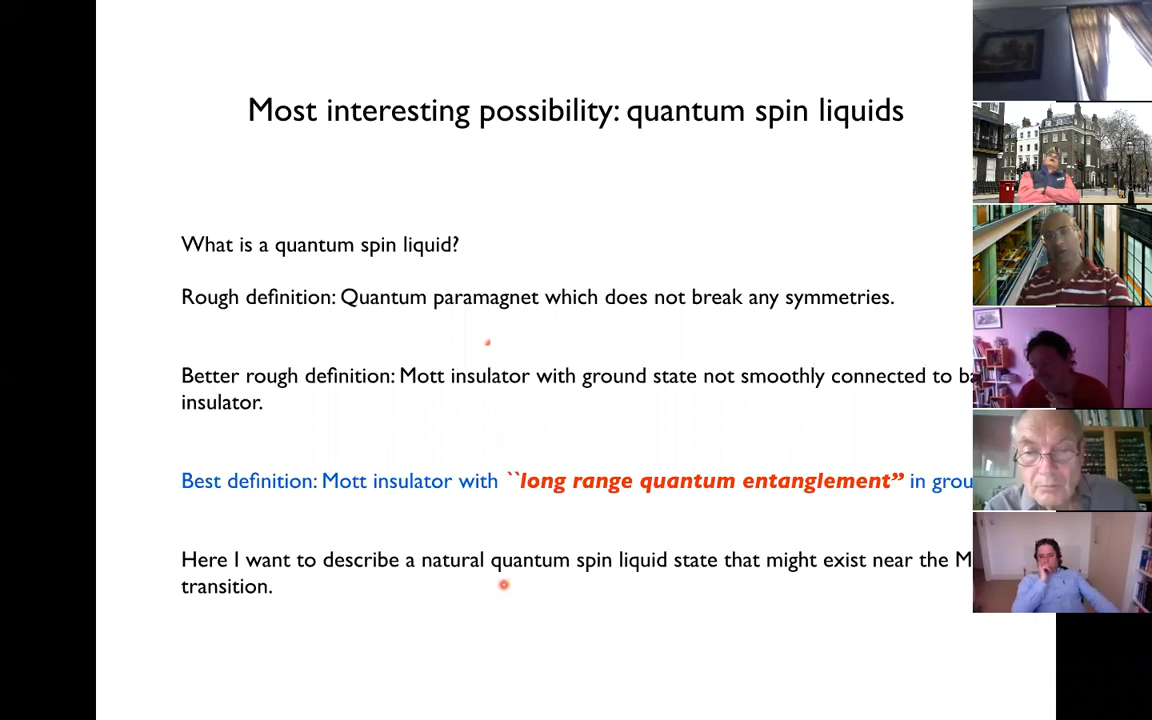 Most interesting possibility: quantum spin liquids
What is a quantum spin liquid?
Rough definition: Quantum paramagnet which does not break any symmetries.
Better rough definition: Mott insulator with ground state not smoothly connected to
insulator.
Best definition: Mott insulator with ``long range quantum entanglement” in
Here I want to describe a natural quantum spin liquid state that might exist near the
transition.